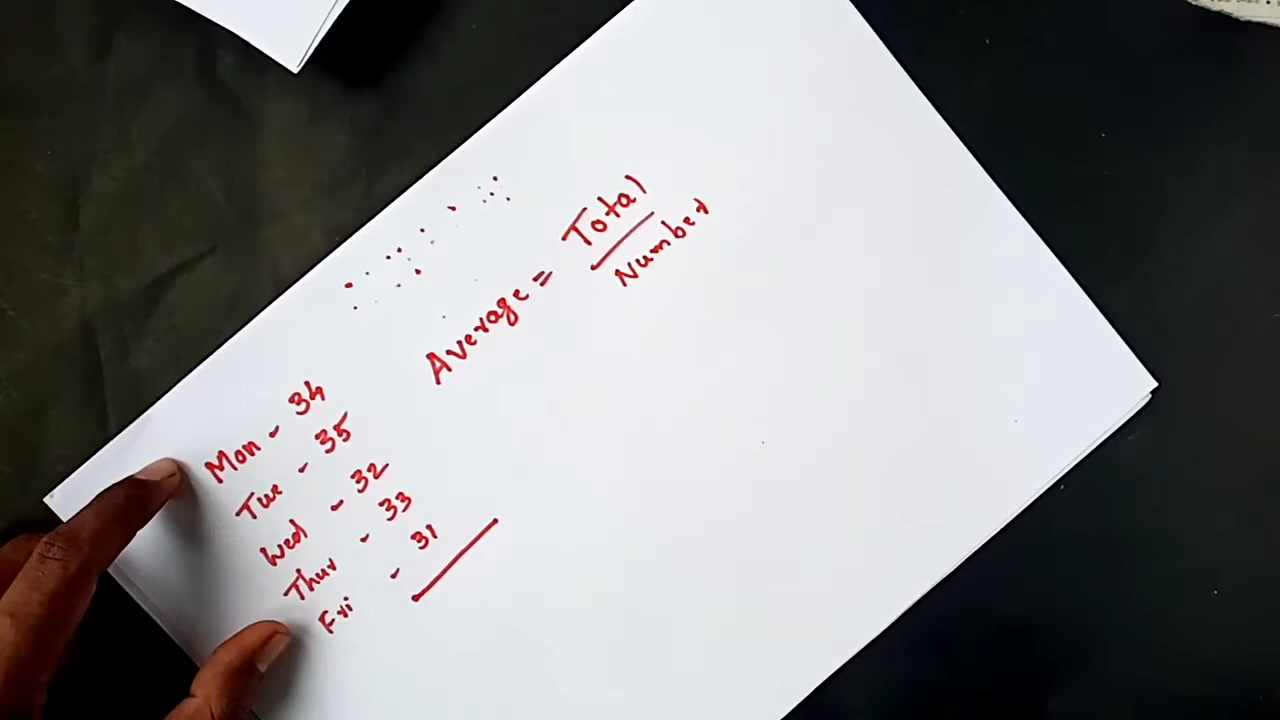 Average = Total
Number
Mon - 34
Tue - 35
Wed - 32
Thur - 33
Fri - 31